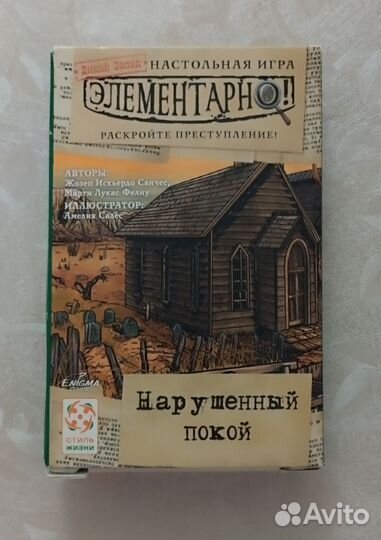 Дикий Запад
НАСТОЛЬНАЯ ИГРА
ЭЛЕМЕНТАРНО!
РАСКРОЙТЕ ПРЕСТУПЛЕНИЕ!
АВТОРЫ:
Жозеп Искьердо Санчес,
Марти Лукас Фелиу
ИЛЛЮСТРАТОР:
Амелия Салес
ENIGMA
СТИЛЬ
ЖИЗНИ
Нарушенный
покой
Avito